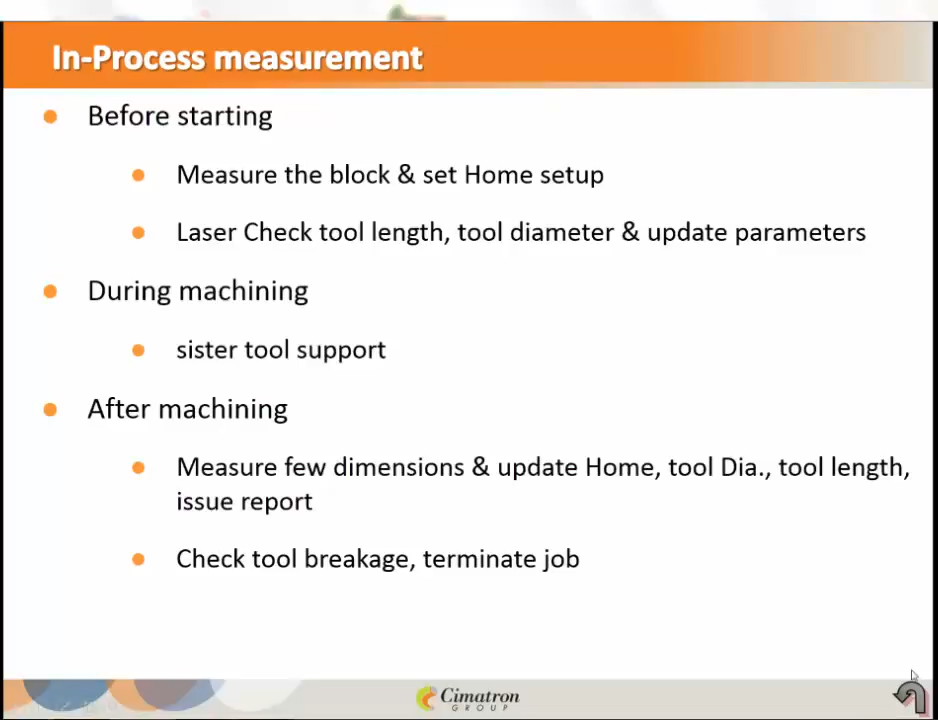 In-Process measurement
Before starting
Measure the block & set Home setup
Laser Check tool length, tool diameter & update parameters
During machining
sister tool support
After machining
Measure few dimensions & update Home, tool Dia., tool length,
issue report
Check tool breakage, terminate job
Cimatron
GROUP